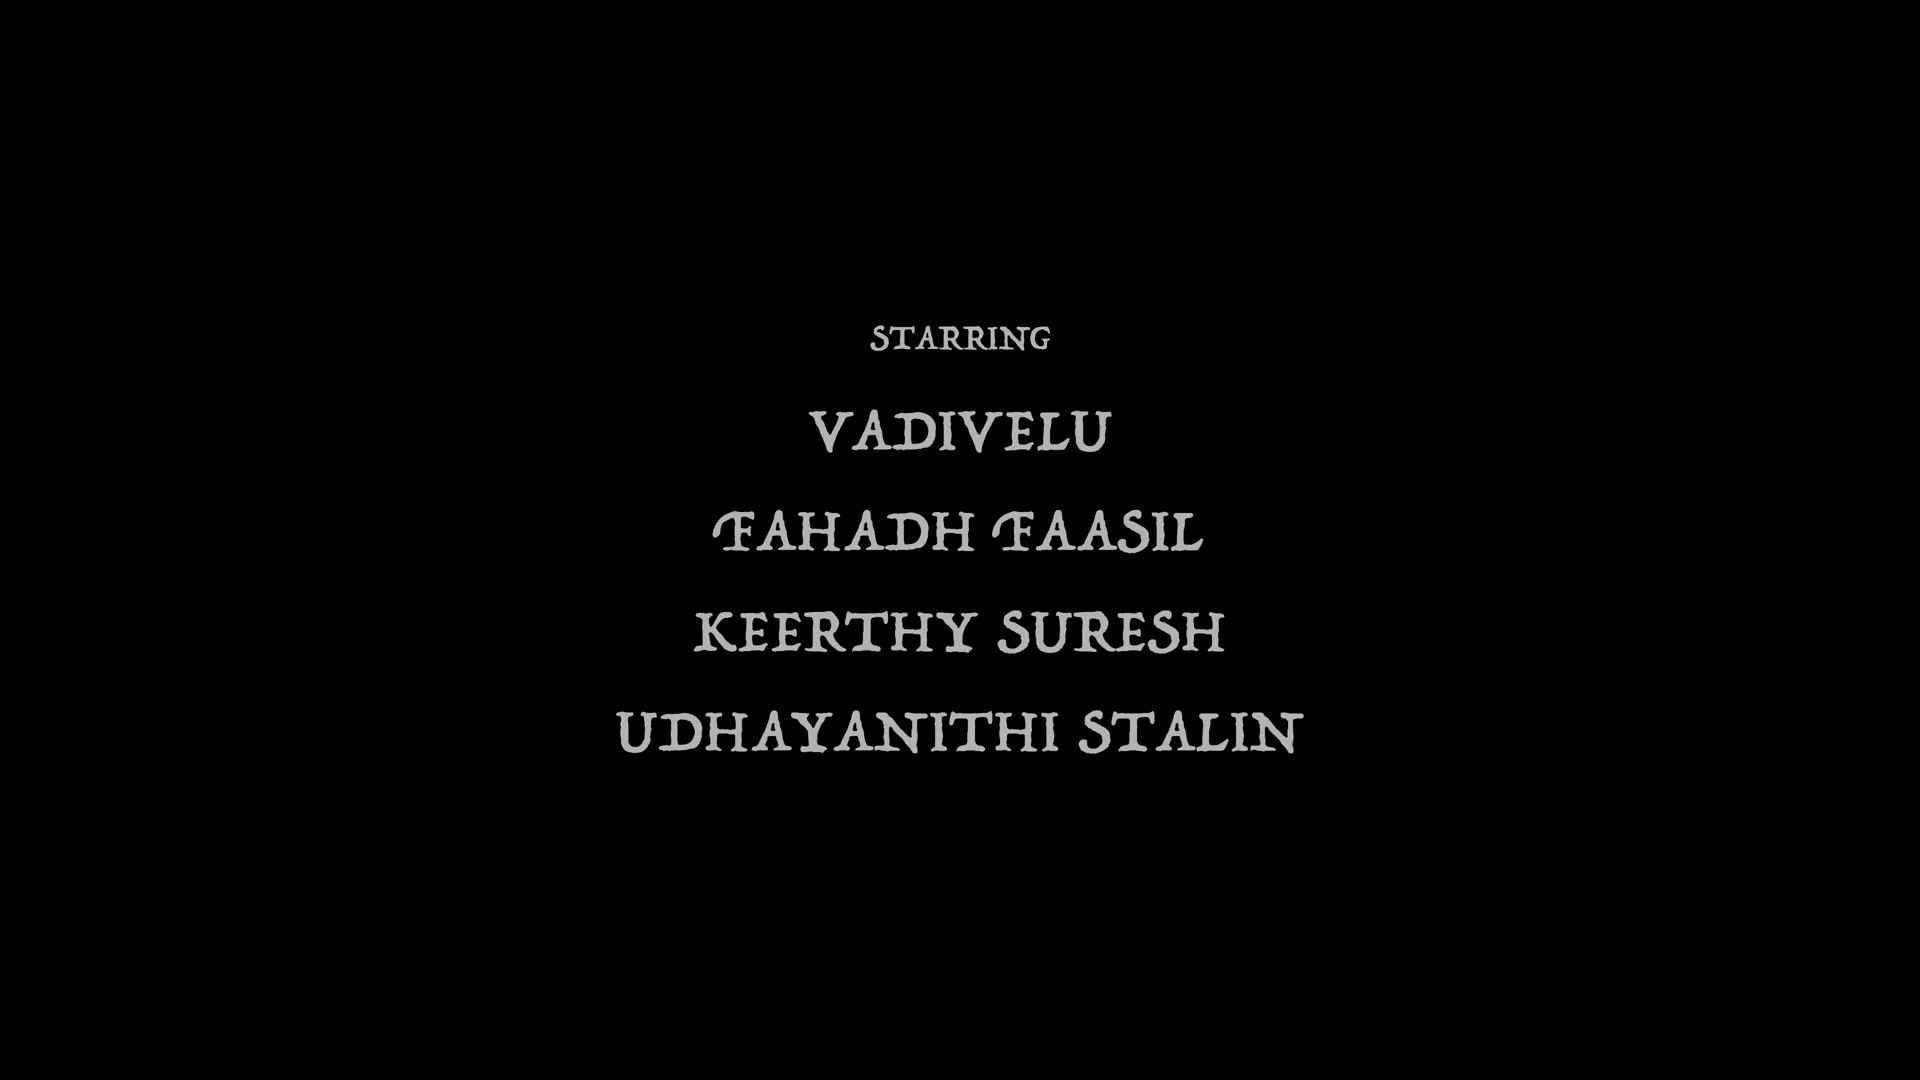 STARRING
VADIVELU
FAHADH FAASIL
KEERTHY SURESH
UDHAYANITHI STALIN